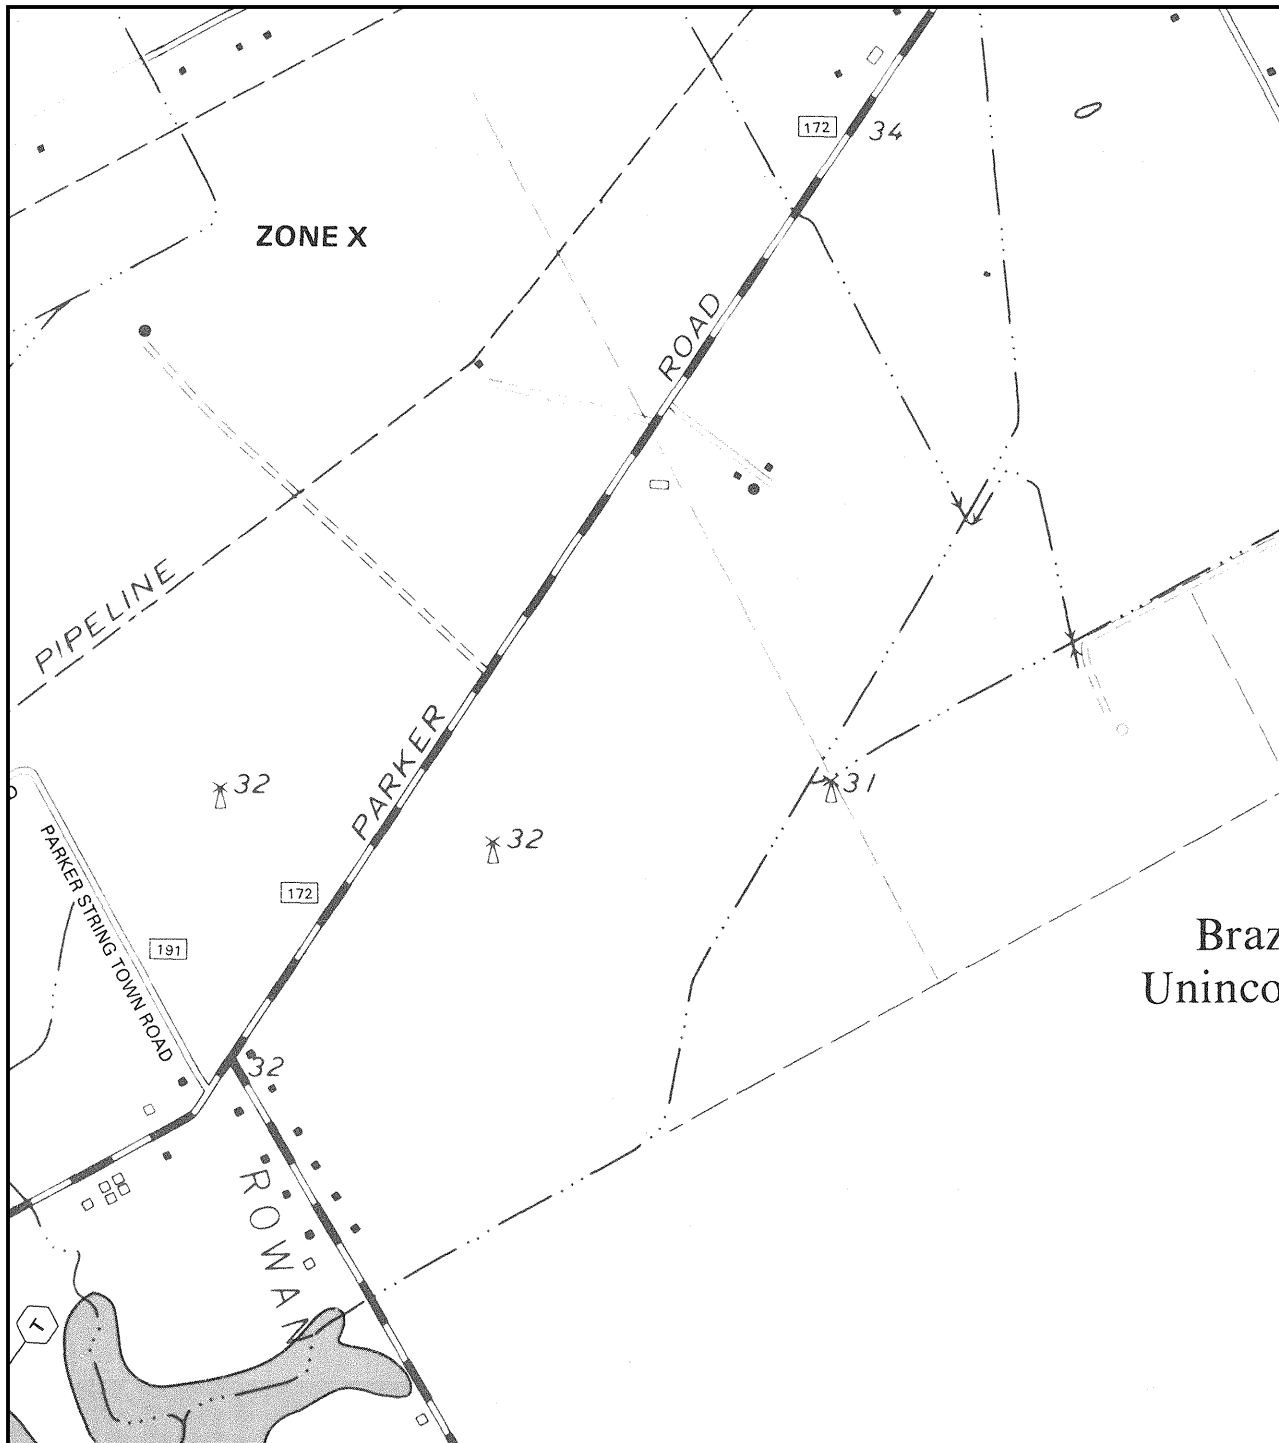 172
34
ZONE X
ROAD
PIPELINE
PARKER
32
31
32
172
PARKER STRING TOWN ROAD
191
Braz
Uninco
32
ROWAN
T